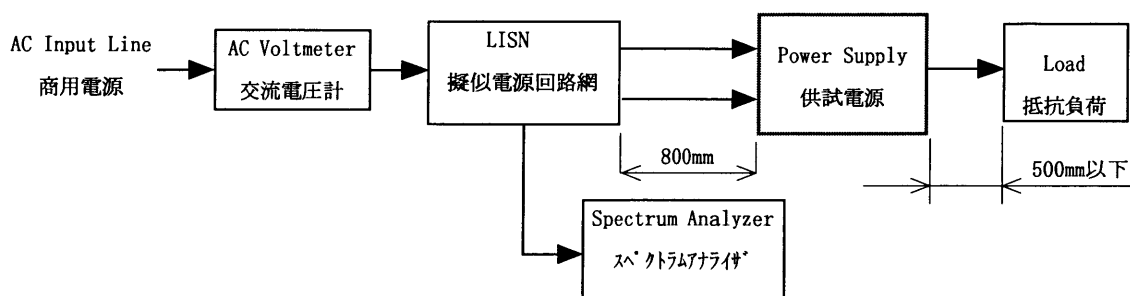 AC Input Line
商用電源
AC Voltmeter
交流電圧計
LISN
擬似電源回路網
Power Supply
供試電源
Load
抵抗負荷
800mm
500mm以下
Spectrum Analyzer
ｽﾍﾟｸﾄﾗﾑｱﾅﾗｲｻﾞ